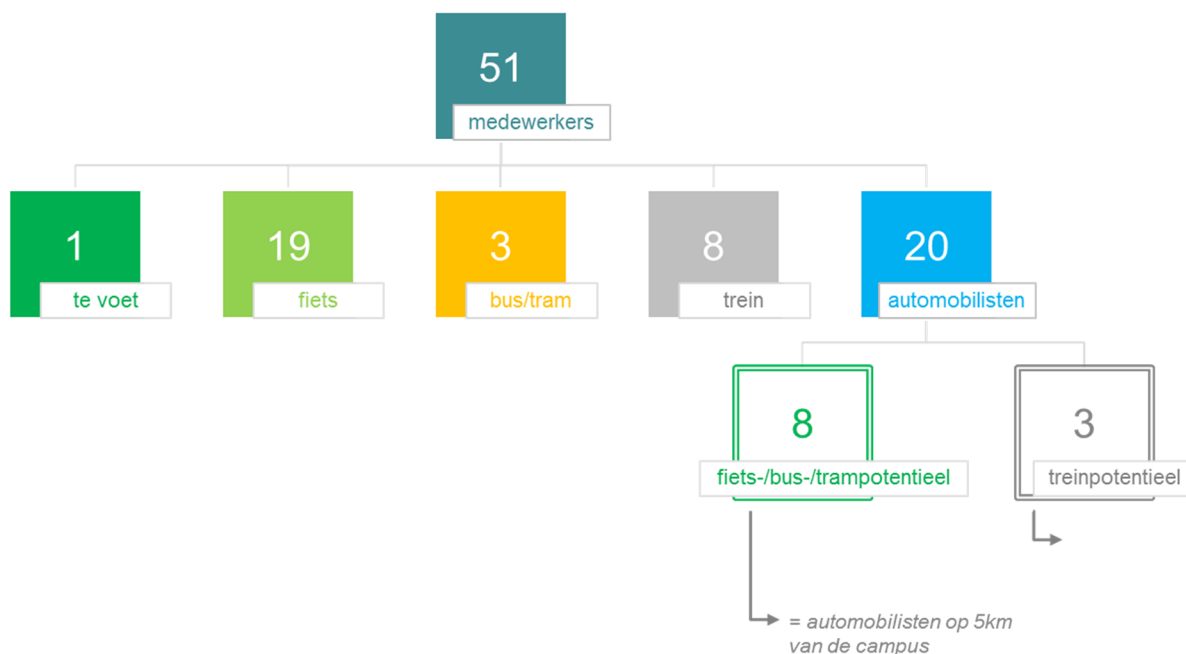 51
medewerkers
1
te voet
19
fiets
3
bus/tram
8
trein
20
automobilisten
8
fiets-/bus-/trampotentieel
3
treinpotentieel
= automobilisten op 5km
van de campus